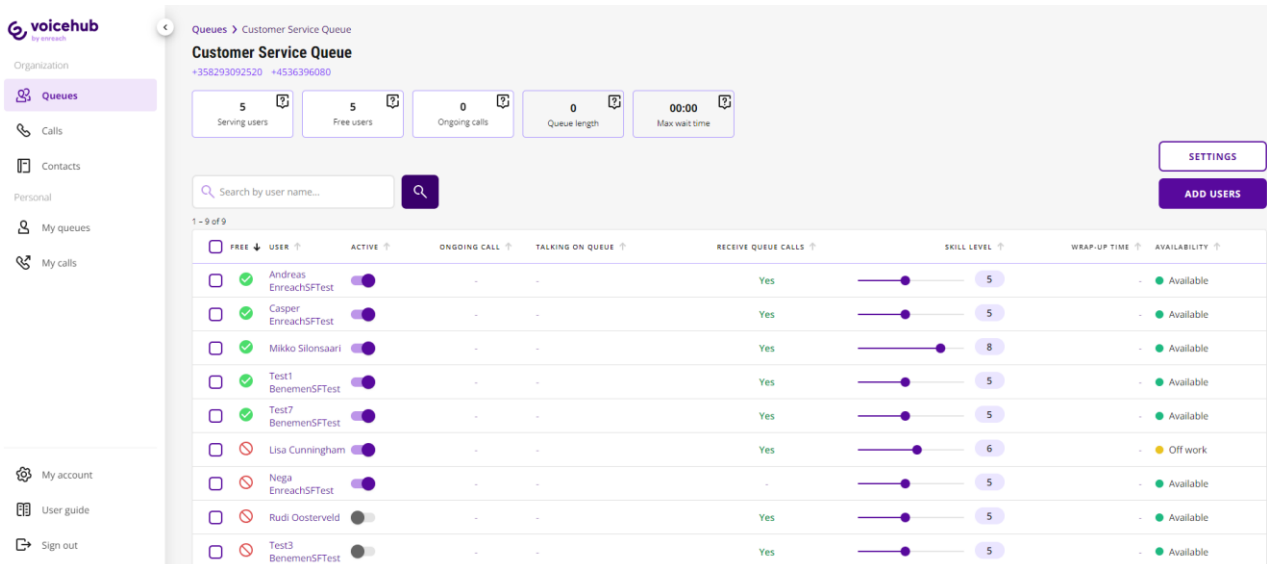 voicehub
by enreach
Organization
Queues
Calls
Contacts
Personal
My queues
My calls
My account
User guide
Sign out
Queues > Customer Service Queue
Customer Service Queue
+358293092520 +4536396080
5
Serving users
5
Free users
0
Ongoing calls
0
Queue length
00:00
Max wait time
SETTINGS
ADD USERS
Search by user name...
1 – 9 of 9
FREE USER ACTIVE ONGOING CALL TALKING ON QUEUE RECEIVE QUEUE CALLS SKILL LEVEL WRAP-UP TIME AVAILABILITY
Andreas
EnreachSFTest - - Yes 5 - Available
Casper
EnreachSFTest - - Yes 5 - Available
Mikko Silonsaari - - Yes 8 - Available
Test1
BenemenSFTest - - Yes 5 - Available
Test7
BenemenSFTest - - Yes 5 - Available
Lisa Cunningham - - Yes 6 - Off work
Nega
EnreachSFTest - - - 5 - Available
Rudi Oosterveld - - Yes 5 - Available
Test3
BenemenSFTest - - Yes 5 - Available